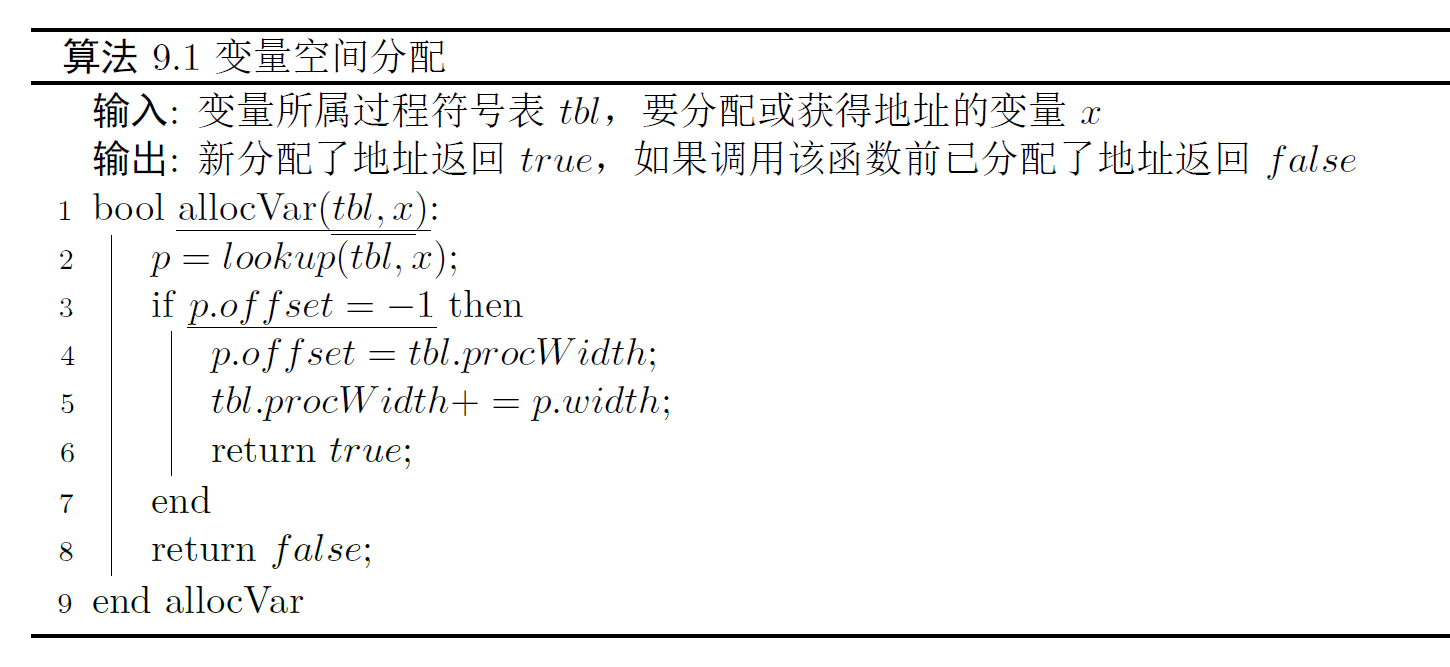 算法 9.1 变量空间分配
输入: 变量所属过程符号表 tbl，要分配或获得地址的变量 x
输出: 新分配了地址返回 true，如果调用该函数前已分配了地址返回 false
1 bool allocVar(tbl, x):
2 p = lookup(tbl, x);
3 if p.offset = −1 then
4 p.offset = tbl.procWidth;
5 tbl.procWidth+ = p.width;
6 return true;
7 end
8 return false;
9 end allocVar